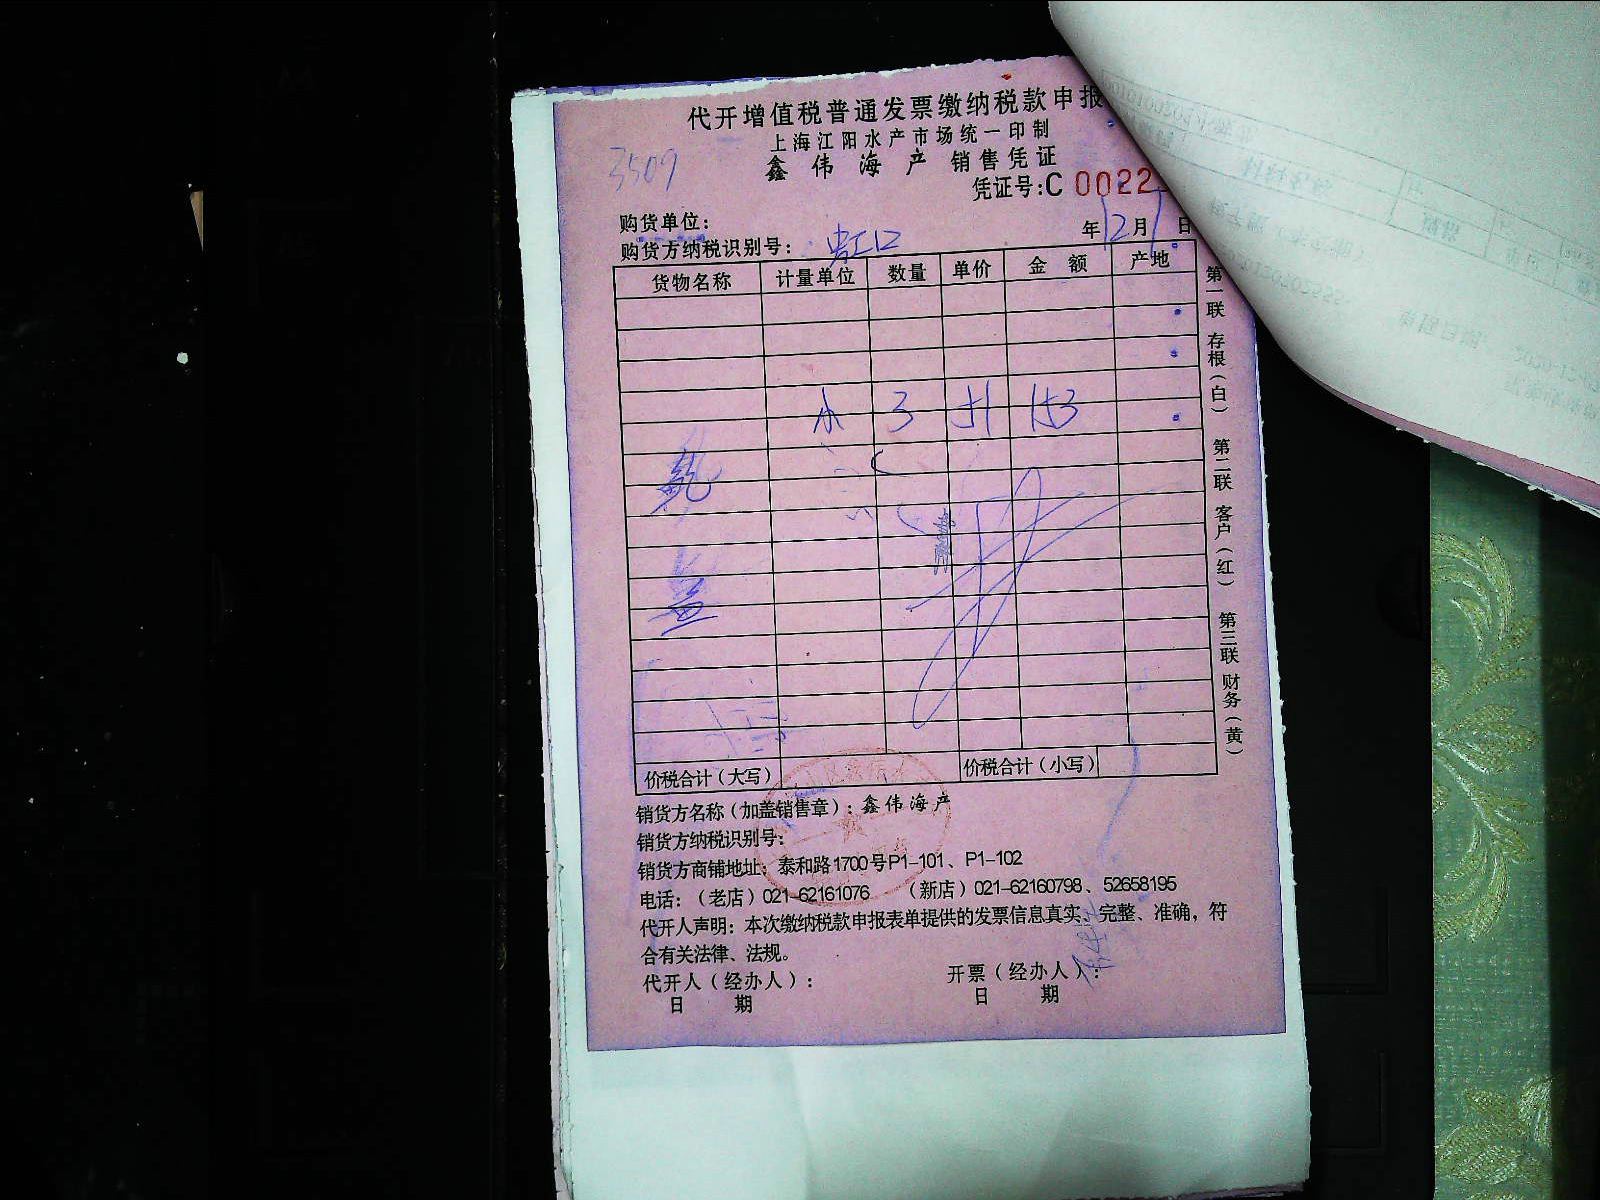 代开增值税普通发票缴纳税款申报
上海江阳水产市场统一印制
鑫伟海产 销售凭证
3509
凭证号:C 0022
购货单位:
年12月1日
购货方纳税识别号: 虹口
货物名称 计量单位 数量 单价 金额 产地
3 51 153
价税合计(大写) 价税合计(小写)
第一联 存根(白) 第二联 客户(红) 第三联 财务(黄)
销货方名称(加盖销售章):鑫伟海产
销货方纳税识别号:
销货方商铺地址:泰和路1700号P1-101、P1-102
电话:(老店)021-62161076 (新店)021-62160798、52658195
代开人声明:本次缴纳税款申报表单提供的发票信息真实、完整、准确,符
合有关法律、法规。
代开人(经办人): 开票(经办人):
日 期 日 期